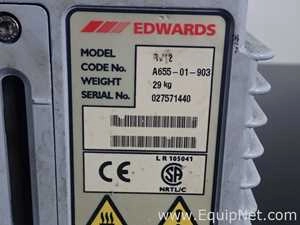 EDWARDS
MODEL
CODE No. A655-01-903
WEIGHT 29 kg
SERIAL No. 027571440
LR 105041
CE
SA
NRTL/C
www.EquipNet.com